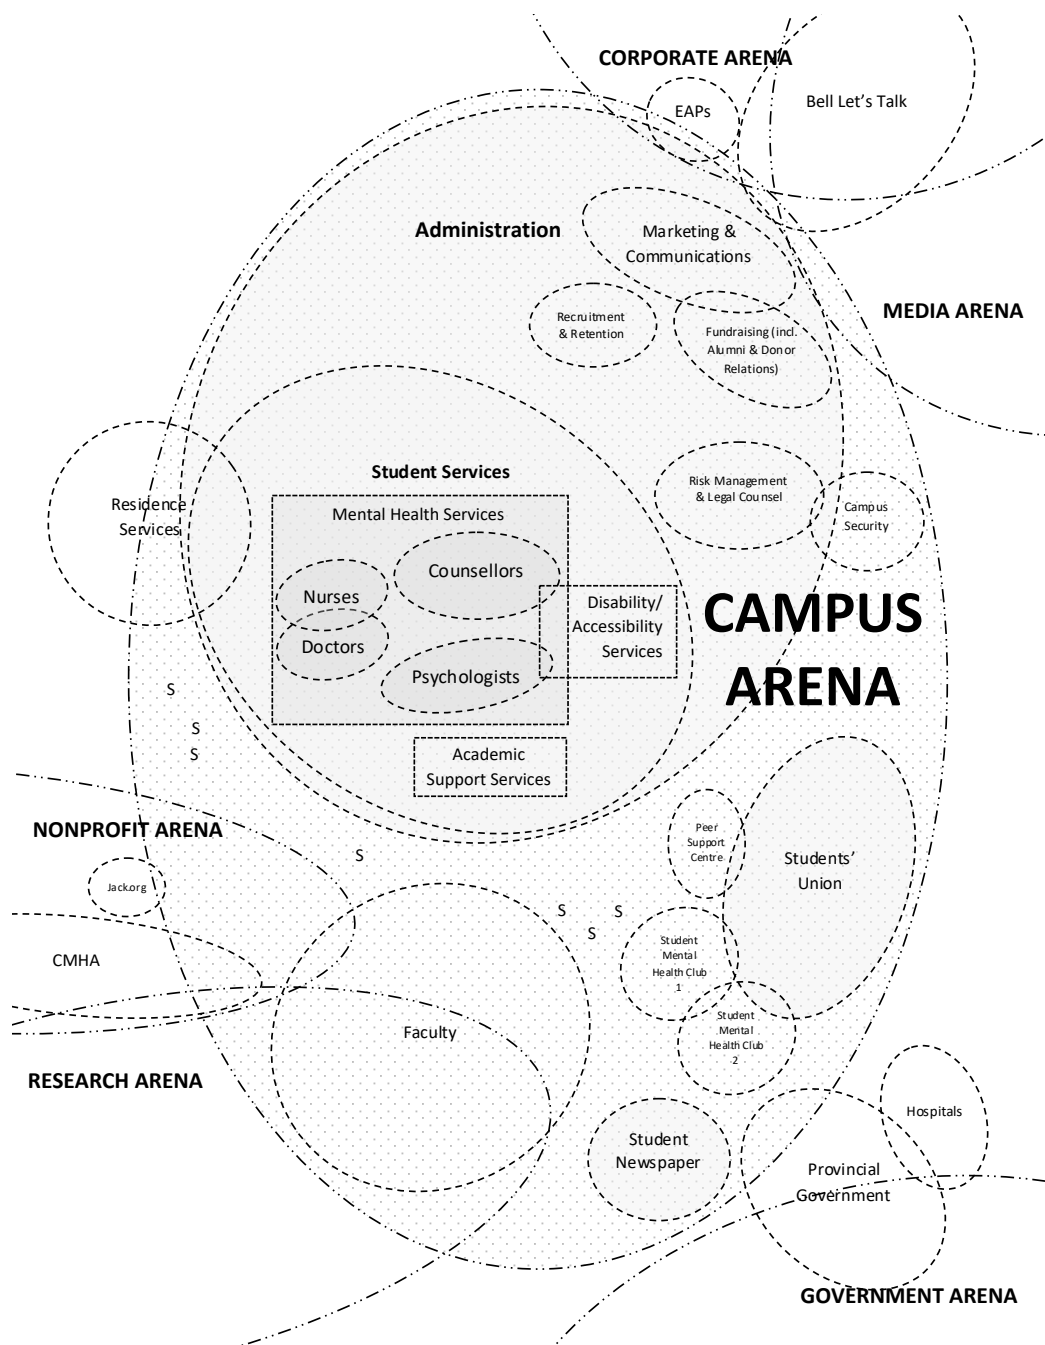 CORPORATE ARENA
Bell Let's Talk
EAPs
Administration
Marketing &
Communications
MEDIA ARENA
Recruitment
& Retention
Fundraising (incl.
Alumni & Donor
Relations)
Student Services
Risk Management
& Legal Counsel
Residence
Services
Campus
Security
Mental Health Services
Counsellors
Nurses
Disability/
Accessibility
Services
Doctors
Psychologists
CAMPUS
ARENA
S
S
S
Academic
Support Services
NONPROFIT ARENA
Peer
Support
Centre
Students'
Union
S
Jack.org
S
S
S
Student
Mental
Health Club
1
CMHA
Student
Mental
Health Club
2
Faculty
RESEARCH ARENA
Hospitals
Student
Newspaper
Provincial
Government
GOVERNMENT ARENA